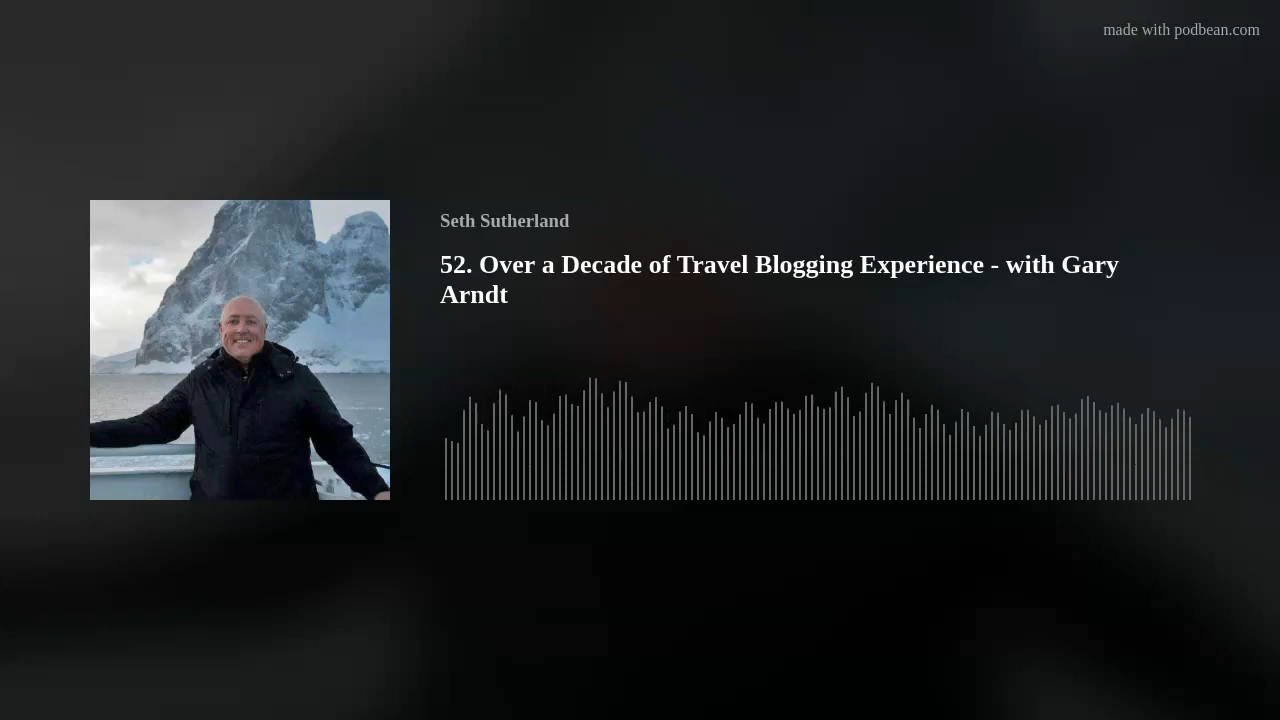 made with podbean.com
Seth Sutherland
52. Over a Decade of Travel Blogging Experience - with Gary
Arndt